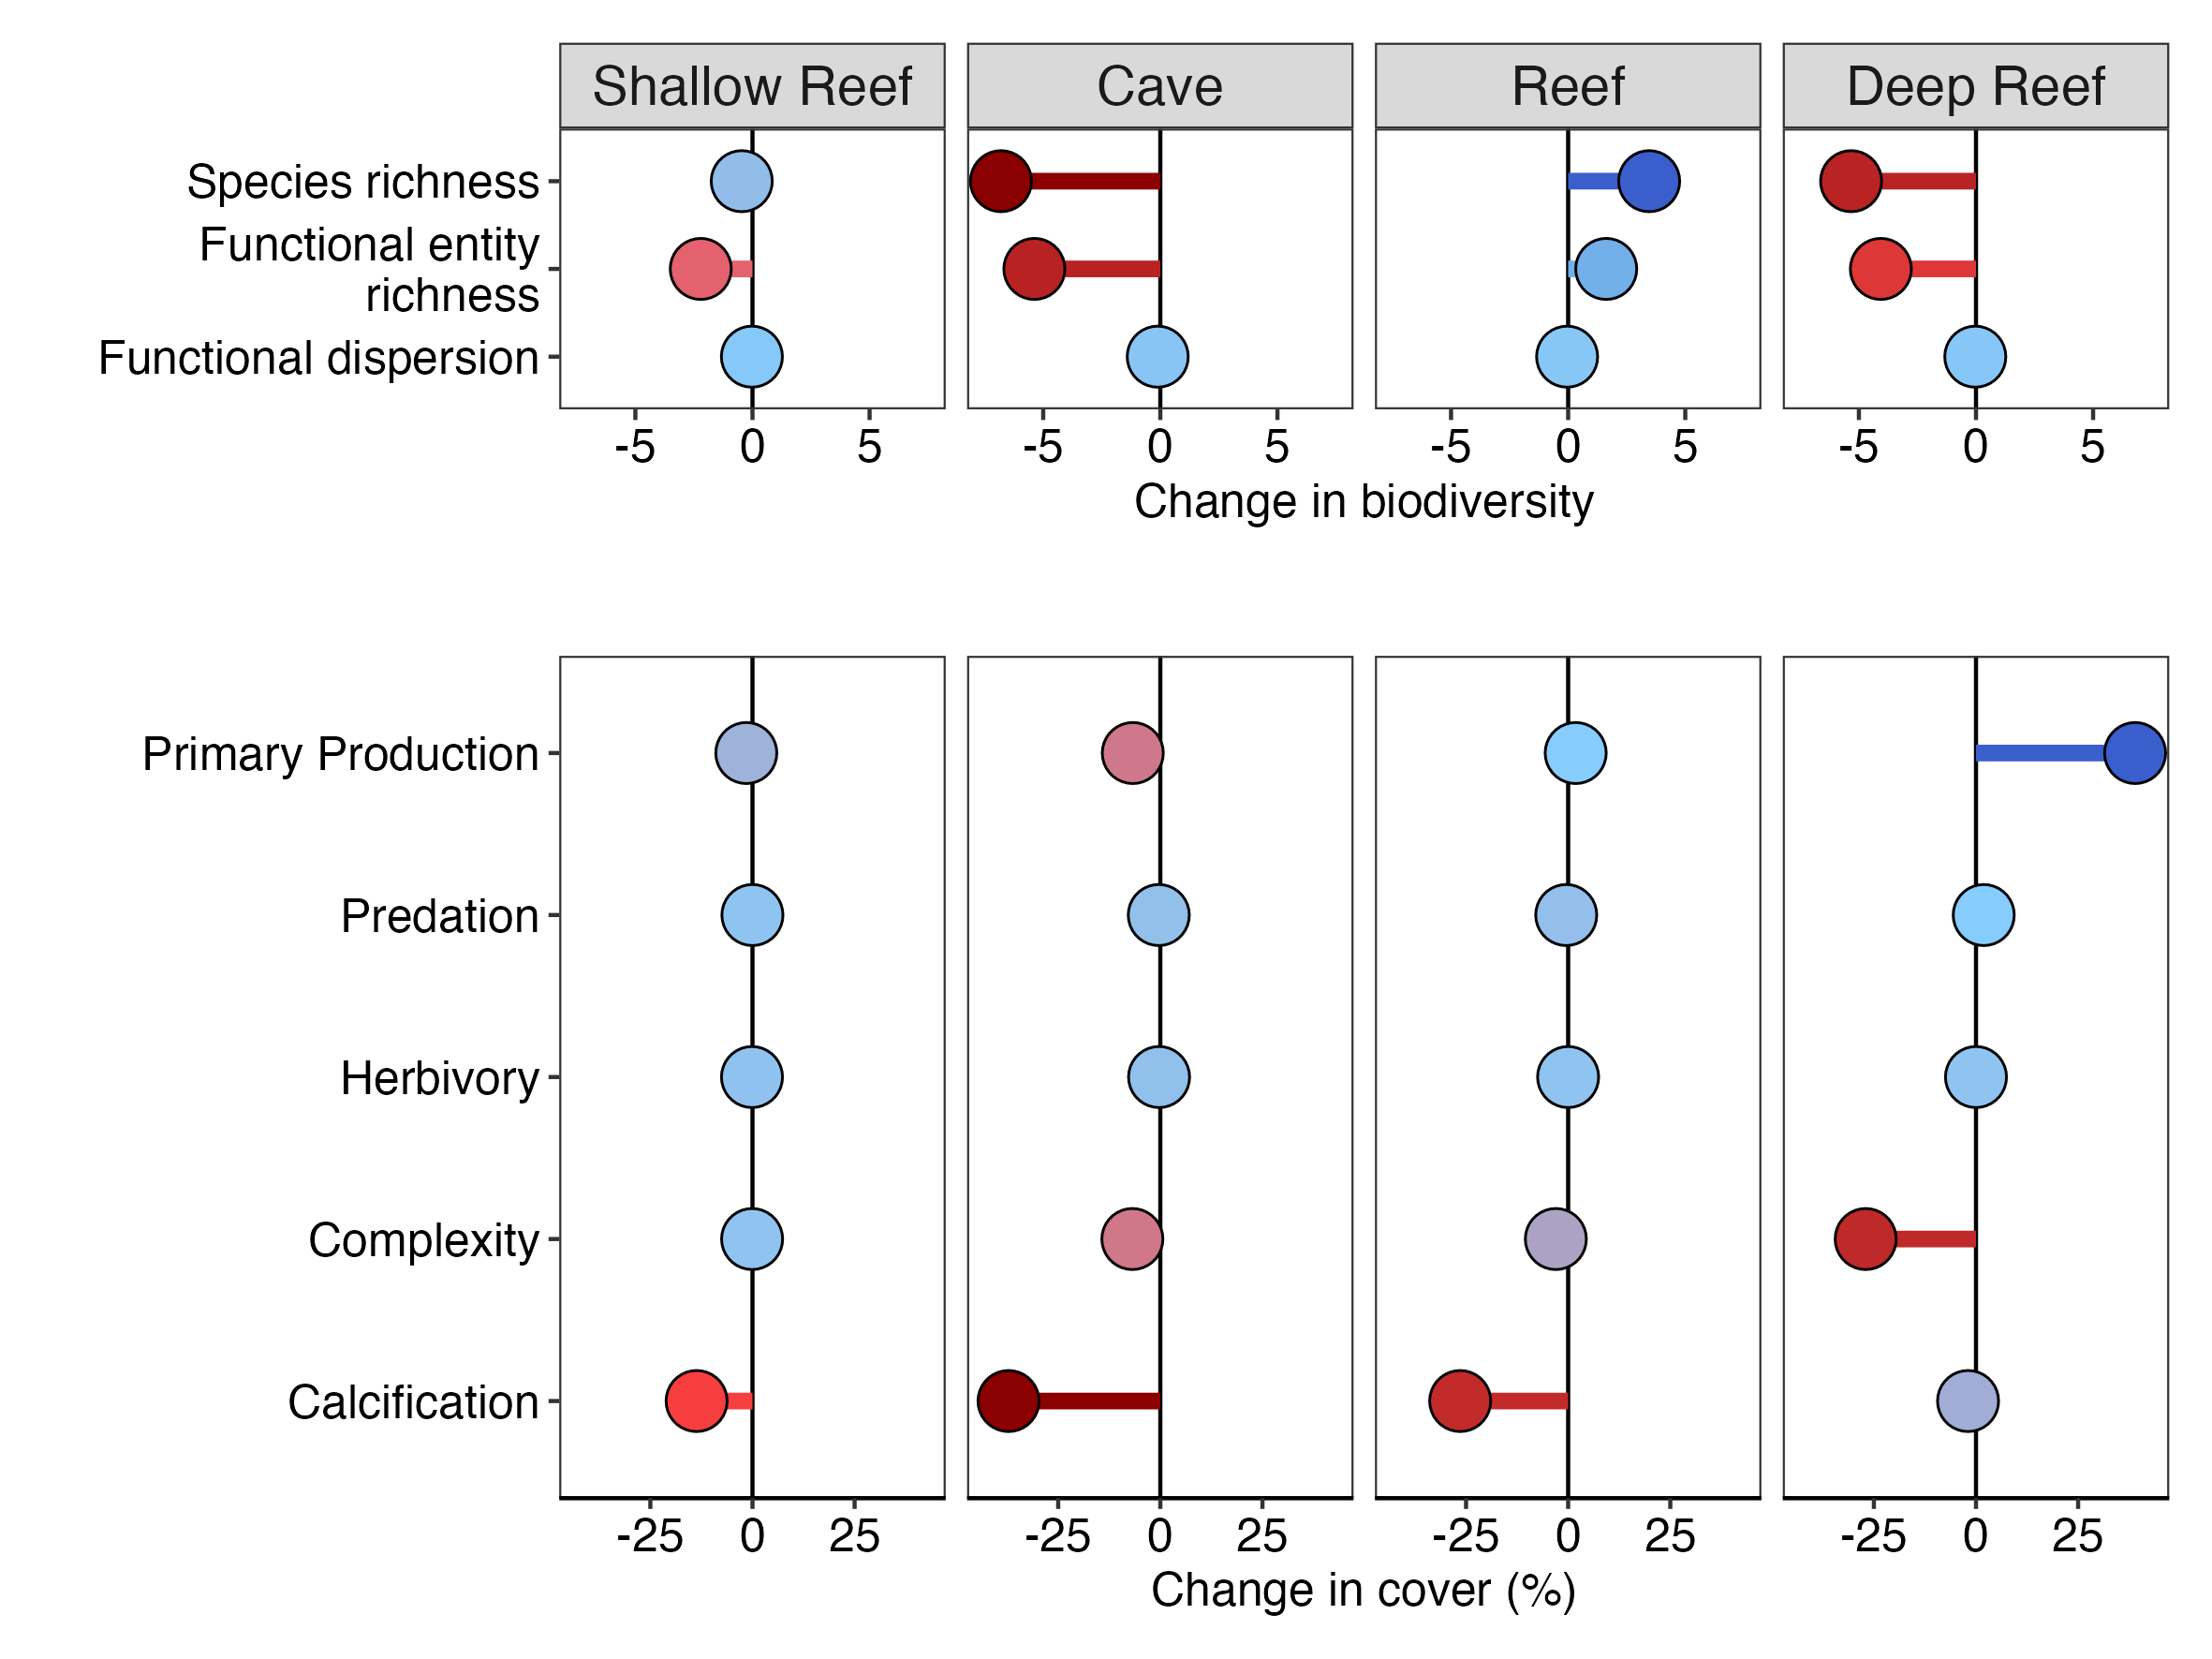 Shallow Reef Cave Reef Deep Reef
Species richness
Functional entity
richness
Functional dispersion
-5 0 5 -5 0 5 -5 0 5 -5 0 5
Change in biodiversity
Primary Production
Predation
Herbivory
Complexity
Calcification
-25 0 25 -25 0 25 -25 0 25 -25 0 25
Change in cover (%)